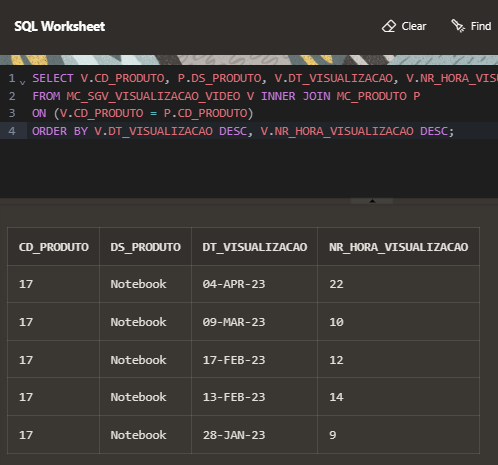 SQL Worksheet
Clear
Find
1 SELECT V.CD_PRODUTO, P.DS_PRODUTO, V.DT_VISUALIZACAO, V.NR_HORA_VISU
2 FROM MC_SGV_VISUALIZACAO_VIDEO V INNER JOIN MC_PRODUTO P
3 ON (V.CD_PRODUTO = P.CD_PRODUTO)
4 ORDER BY V.DT_VISUALIZACAO DESC, V.NR_HORA_VISUALIZACAO DESC;
CD_PRODUTO DS_PRODUTO DT_VISUALIZACAO NR_HORA_VISUALIZACAO
17 Notebook 04-APR-23 22
17 Notebook 09-MAR-23 10
17 Notebook 17-FEB-23 12
17 Notebook 13-FEB-23 14
17 Notebook 28-JAN-23 9